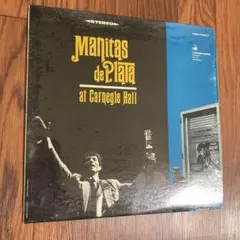 STEREO
Manitas
de Plata
at Carnegie Hall